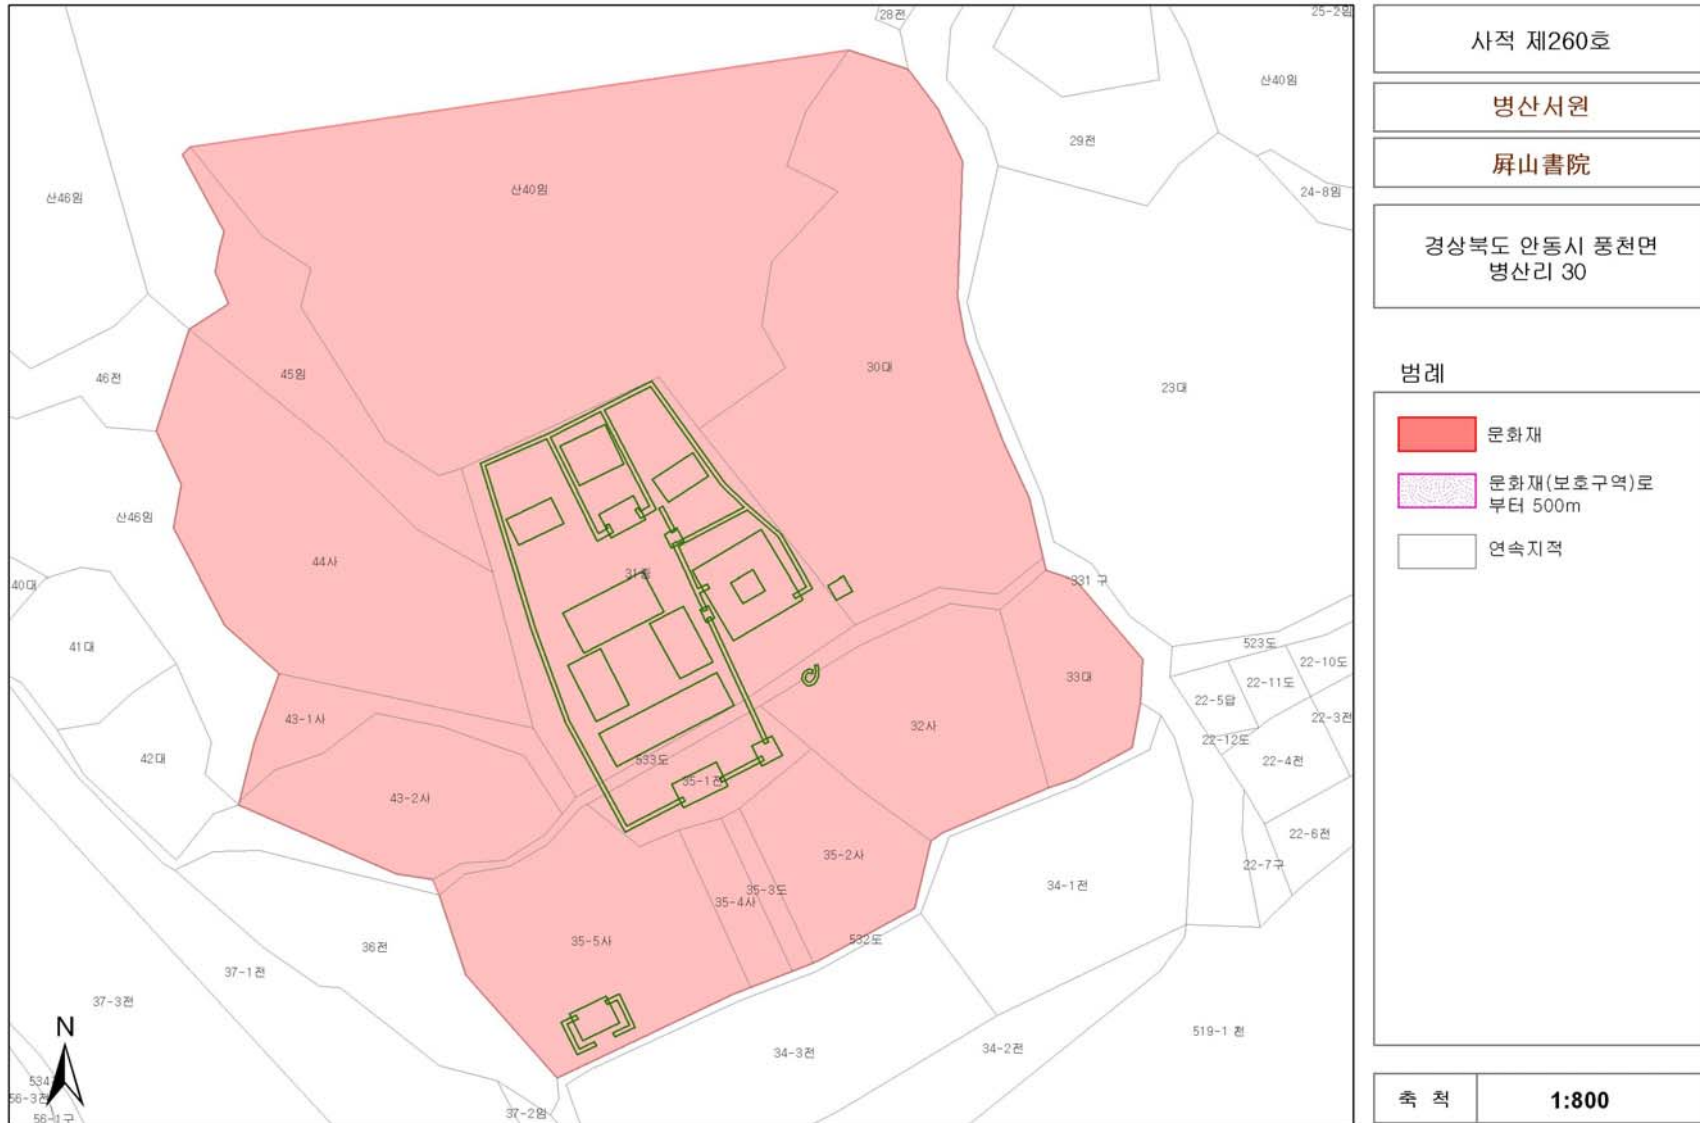 28전
25-2임
산40임
29전
산46임
산40임
24-8임
46전
45임
30대
23대
산46임
44사
40대
31종
331 구
41대
523도
22-10도
22-11도
22-5답
22-3전
43-1사
42대
533도
35-1전
32사
33대
22-12도
22-4전
43-2사
22-6전
35-2사
22-7구
35-3도
35-4사
34-1전
35-5사
532도
36전
37-1전
37-3전
N
34-3전
34-2전
519-1 천
534
56-3전
56-1구
37-2임
사적 제260호
병산서원
屛山書院
경상북도 안동시 풍천면
병산리 30
범례
문화재
문화재(보호구역)로
부터 500m
연속지적
축 척
1:800